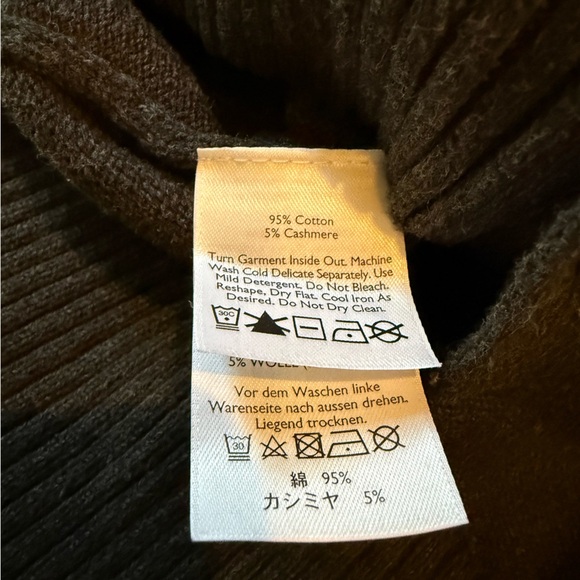 95% Cotton
5% Cashmere
Turn Garment Inside Out. Machine
Wash Cold Delicate Separately. Use
Mild Detergent. Do Not Bleach.
Reshape, Dry Flat. Cool Iron As
Desired. Do Not Dry Clean.
30C
5% WOLLE (
Vor dem Waschen linke
Warenseite nach aussen drehen.
Liegend trocknen.
30
綿 95%
カシミヤ 5%